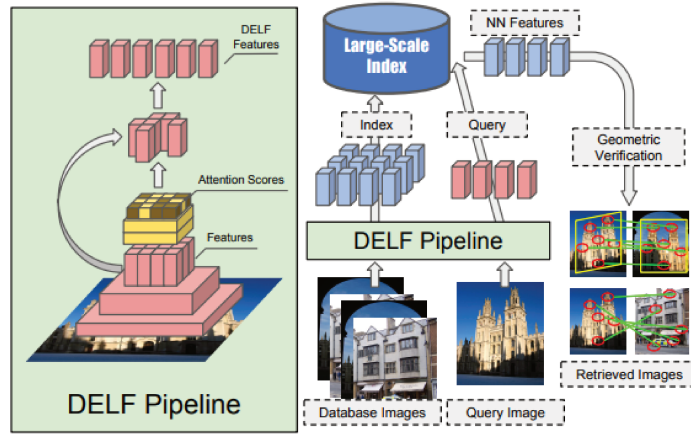 DELF
Features
Attention Scores
Features
DELF Pipeline
Large-Scale
Index
NN Features
Index
Query
Geometric
Verification
DELF Pipeline
Database Images
Query Image
Retrieved Images